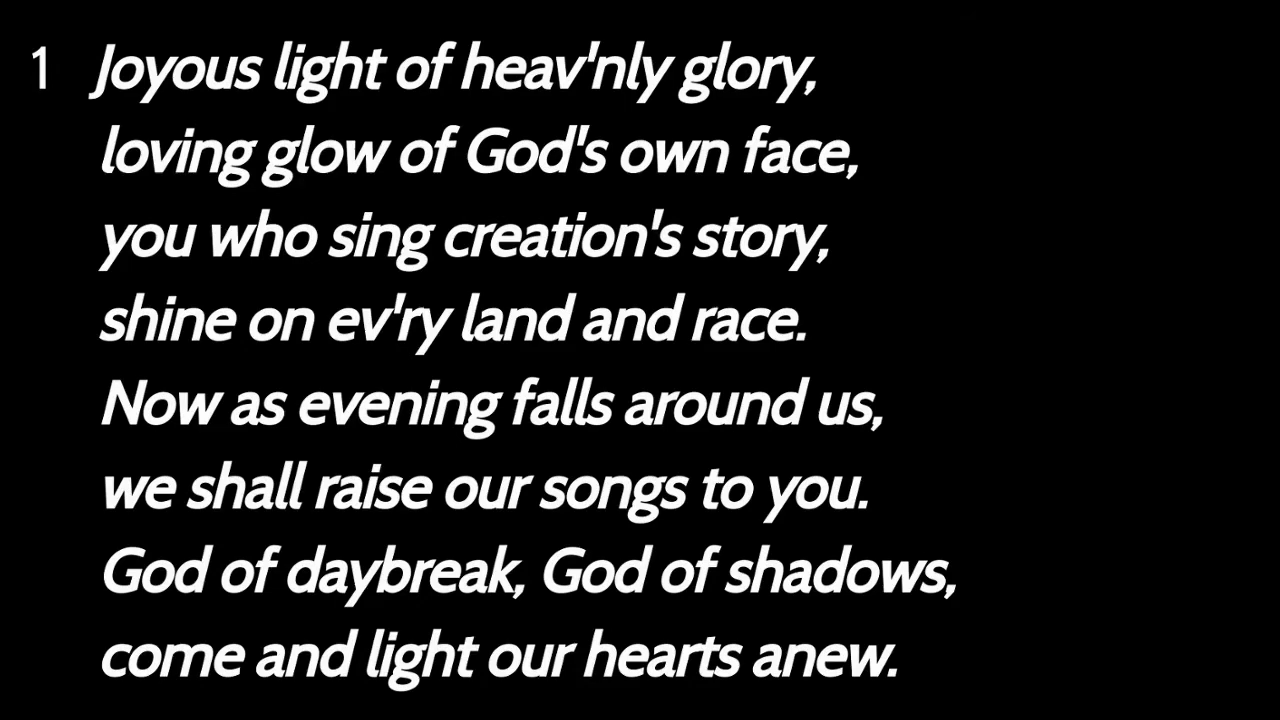 1 Joyous light of heav'nly glory,
loving glow of God's own face,
you who sing creation's story,
shine on ev'ry land and race.
Now as evening falls around us,
we shall raise our songs to you.
God of daybreak, God of shadows,
come and light our hearts anew.